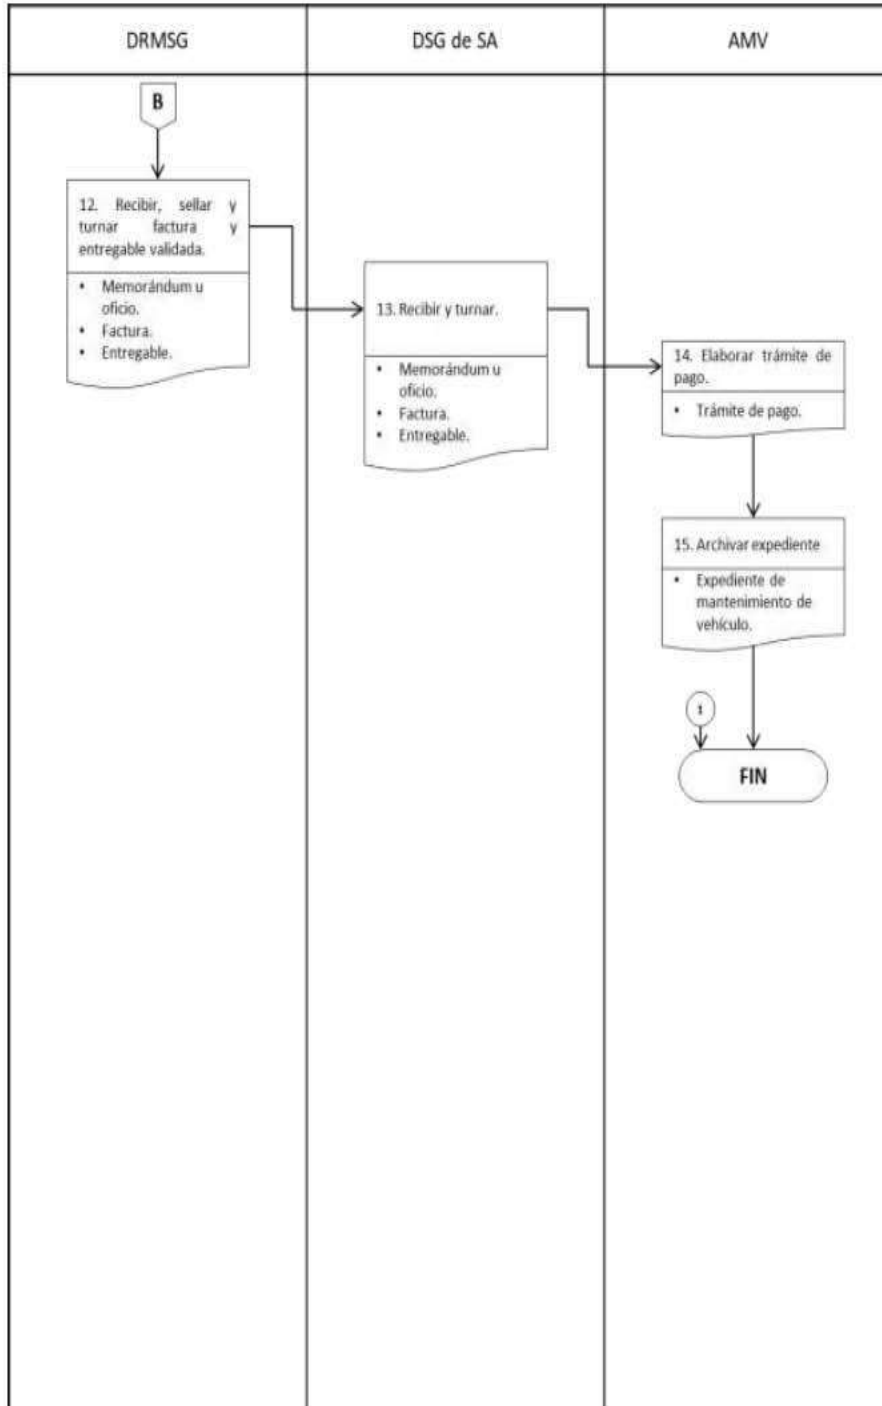 DRMSG
DSG de SA
AMV
B
12. Recibir, sellar y
turnar factura y
entregable validada.
• Memorándum u
oficio.
• Factura.
• Entregable.
13. Recibir y turnar.
• Memorándum u
oficio.
• Factura.
• Entregable.
14. Elaborar trámite de
pago.
• Trámite de pago.
15. Archivar expediente
• Expediente de
mantenimiento de
vehículo.
1
FIN